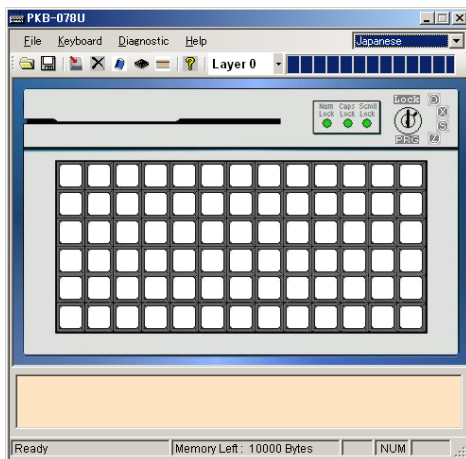 PKB-078U
File Keyboard Diagnostic Help Japanese
Layer 0
Num Lock Caps Lock Scroll Lock
Lock
PRG
Ready Memory Left : 10000 Bytes NUM